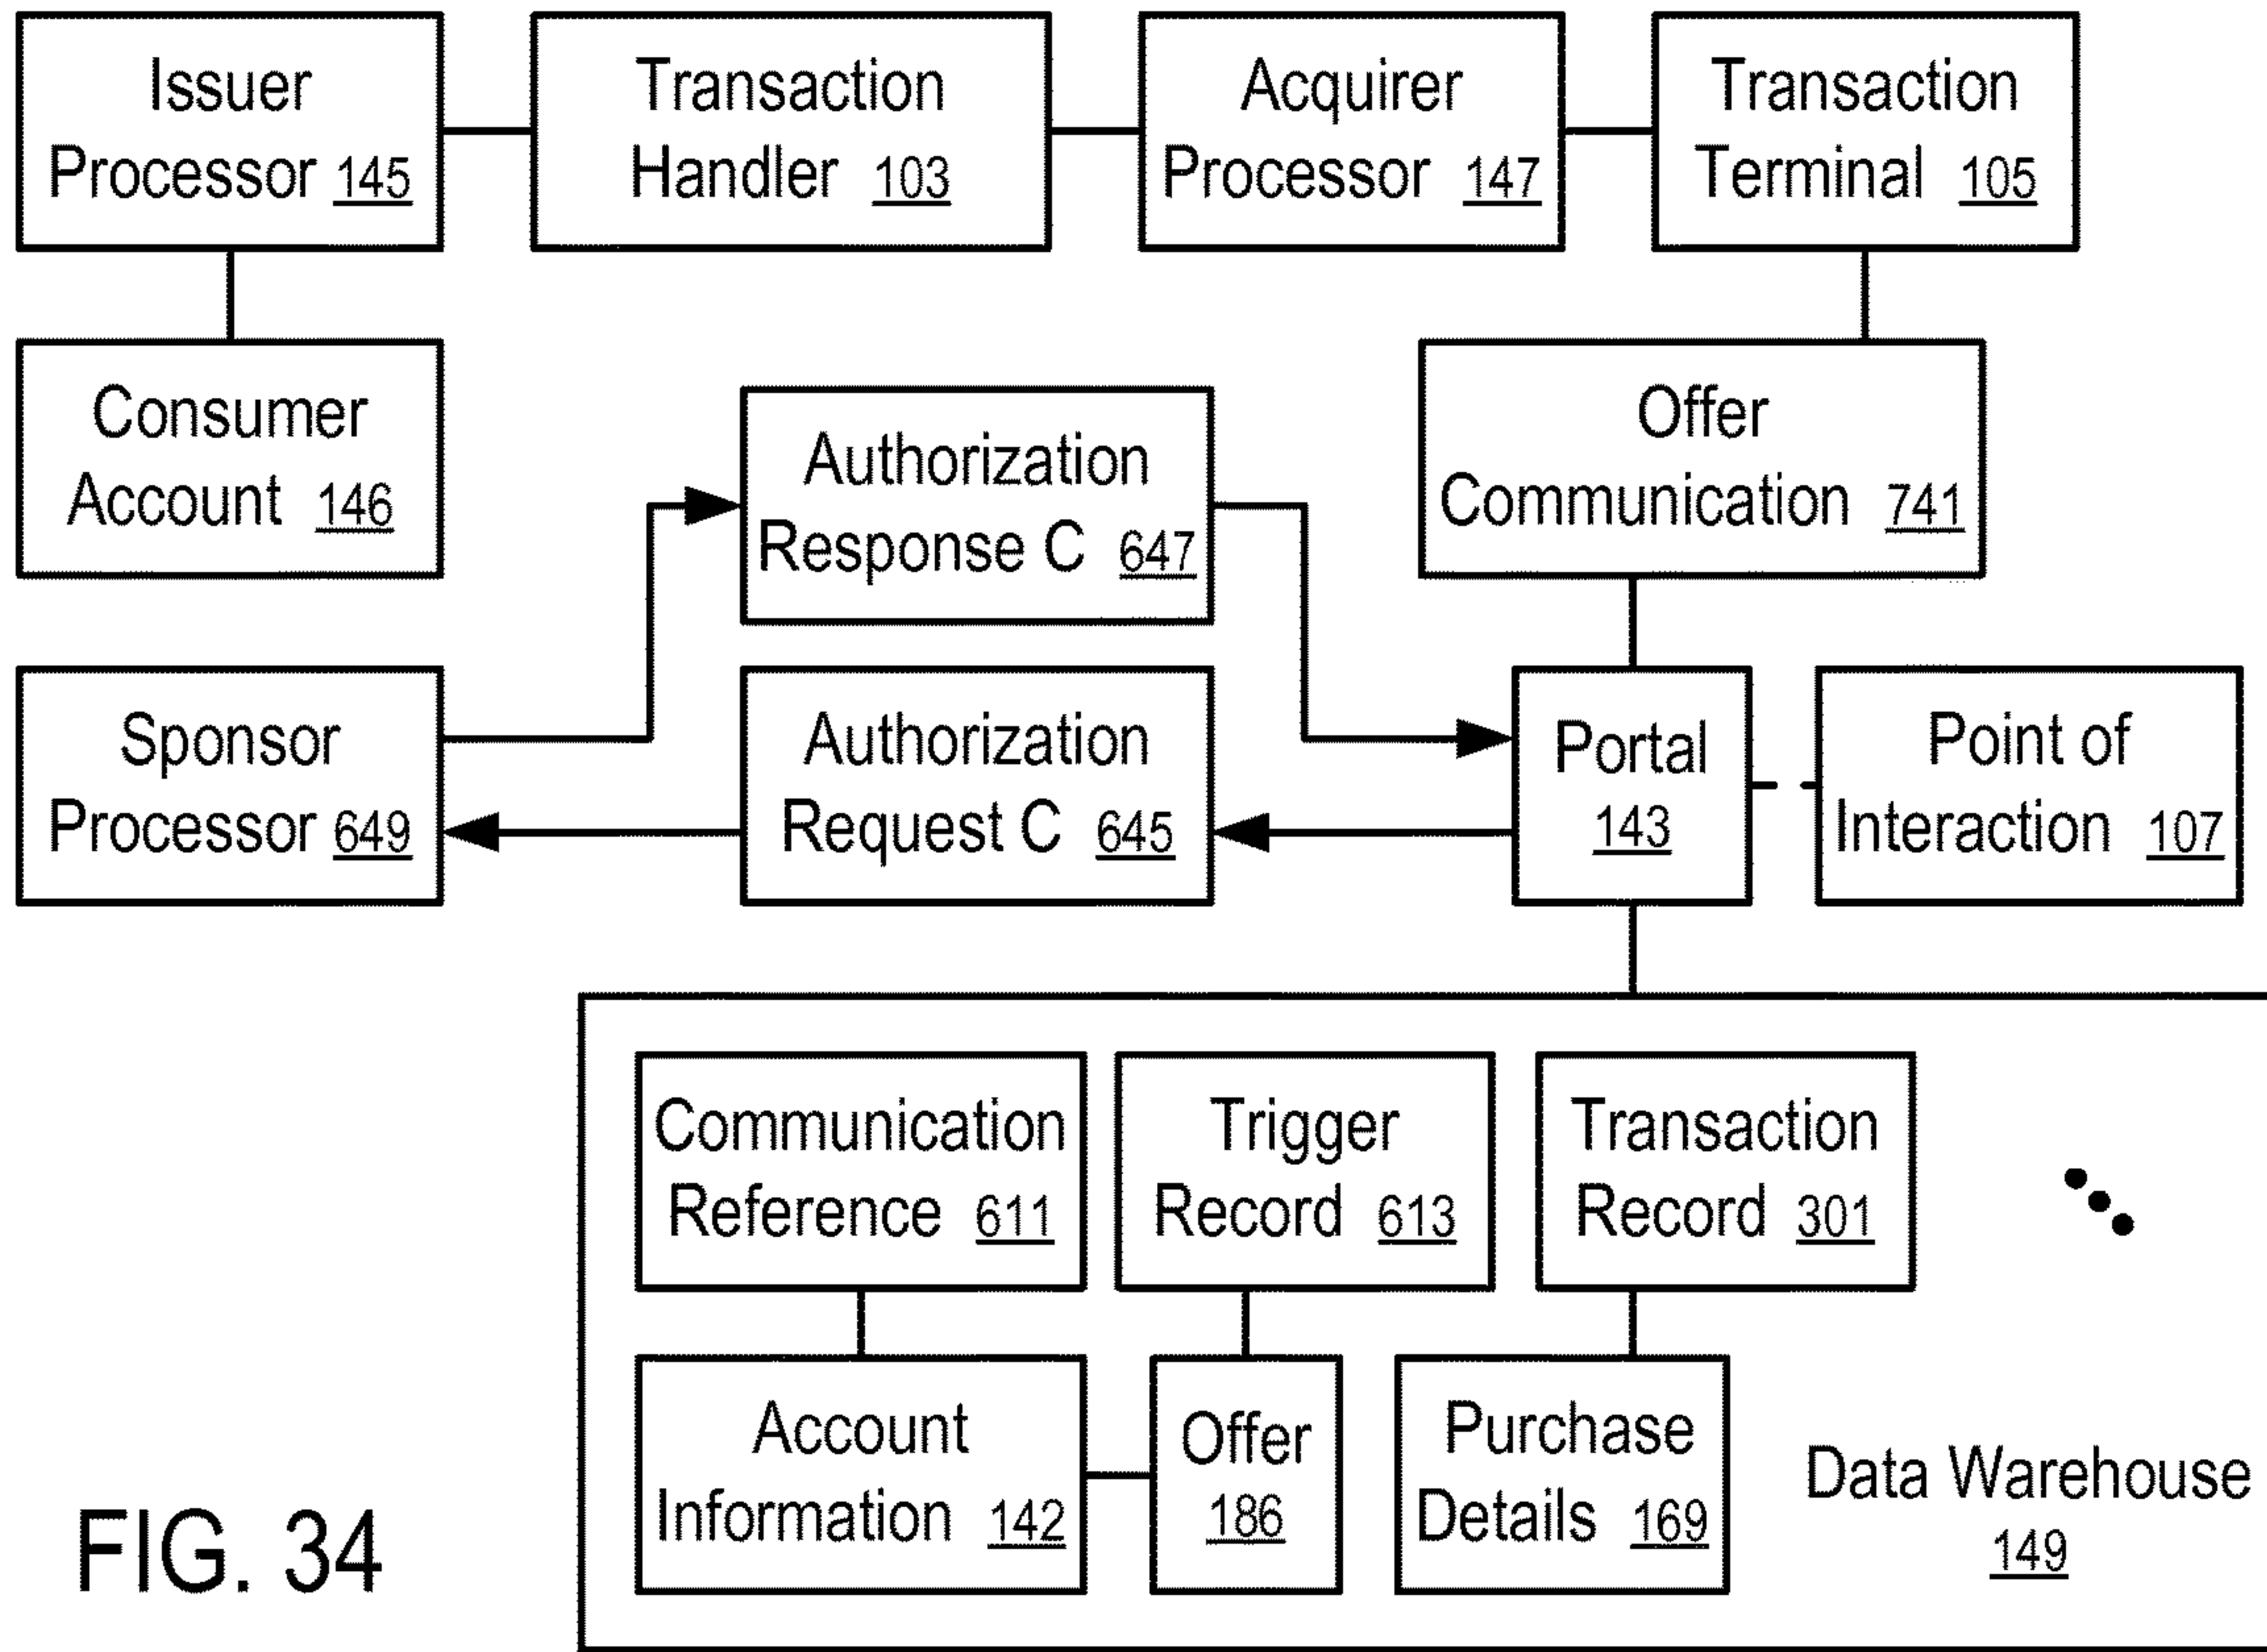 Issuer
Processor 145
Transaction
Handler 103
Acquirer
Processor 147
Transaction
Terminal 105
Consumer
Account 146
Authorization
Response C 647
Offer
Communication 741
Sponsor
Processor 649
Authorization
Request C 645
Portal
143
Point of
Interaction 107
Communication
Reference 611
Trigger
Record 613
Transaction
Record 301
Account
Information 142
Offer
186
Purchase
Details 169
Data Warehouse
149
FIG. 34